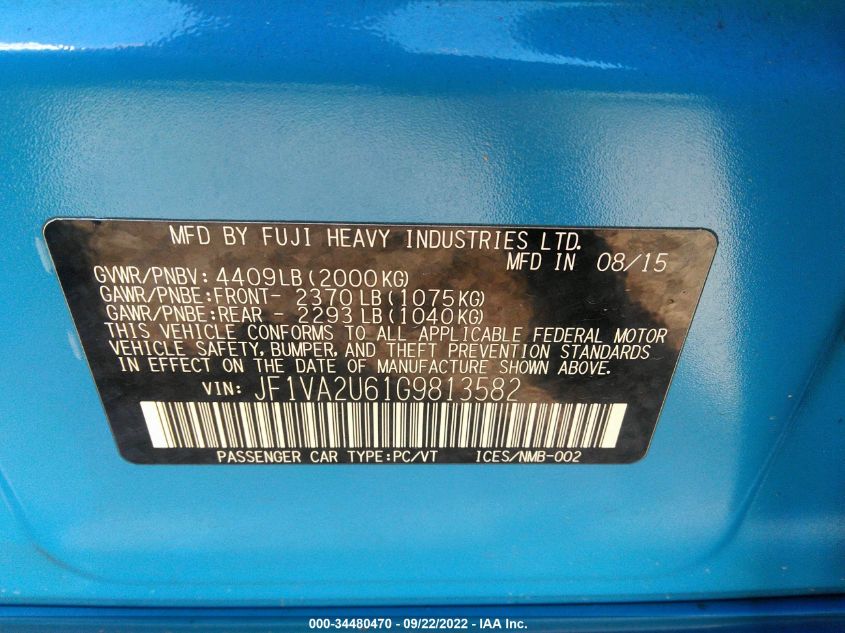 MFD BY FUJI HEAVY INDUSTRIES LTD.
MFD IN 08/15
GVWR/PNBV: 4409LB(2000KG)
GAWR/PNBE:FRONT- 2370LB(1075KG)
GAWR/PNBE:REAR - 2293LB(1040KG)
THIS VEHICLE CONFORMS TO ALL APPLICABLE FEDERAL MOTOR
VEHICLE SAFETY, BUMPER, AND THEFT PREVENTION STANDARDS
IN EFFECT ON THE DATE OF MANUFACTURE SHOWN ABOVE.
VIN: JF1VA2U61G9813582
PASSENGER CAR TYPE:PC/VT ICES/NMB-002
000-34480470 - 09/22/2022 - IAA Inc.